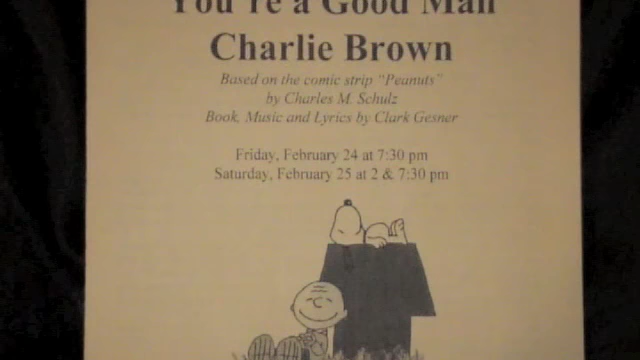 You're a Good Man
Charlie Brown
Based on the comic strip "Peanuts"
by Charles M. Schulz
Book, Music and Lyrics by Clark Gesner
Friday, February 24 at 7:30 pm
Saturday, February 25 at 2 & 7:30 pm